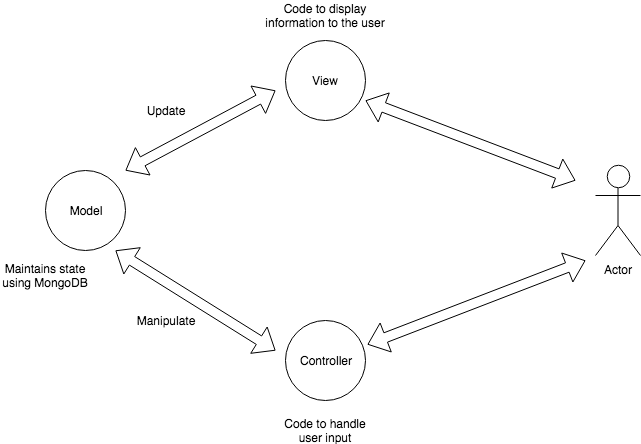 Code to display
information to the user
View
Update
Model
Maintains state
using MongoDB
Actor
Manipulate
Controller
Code to handle
user input